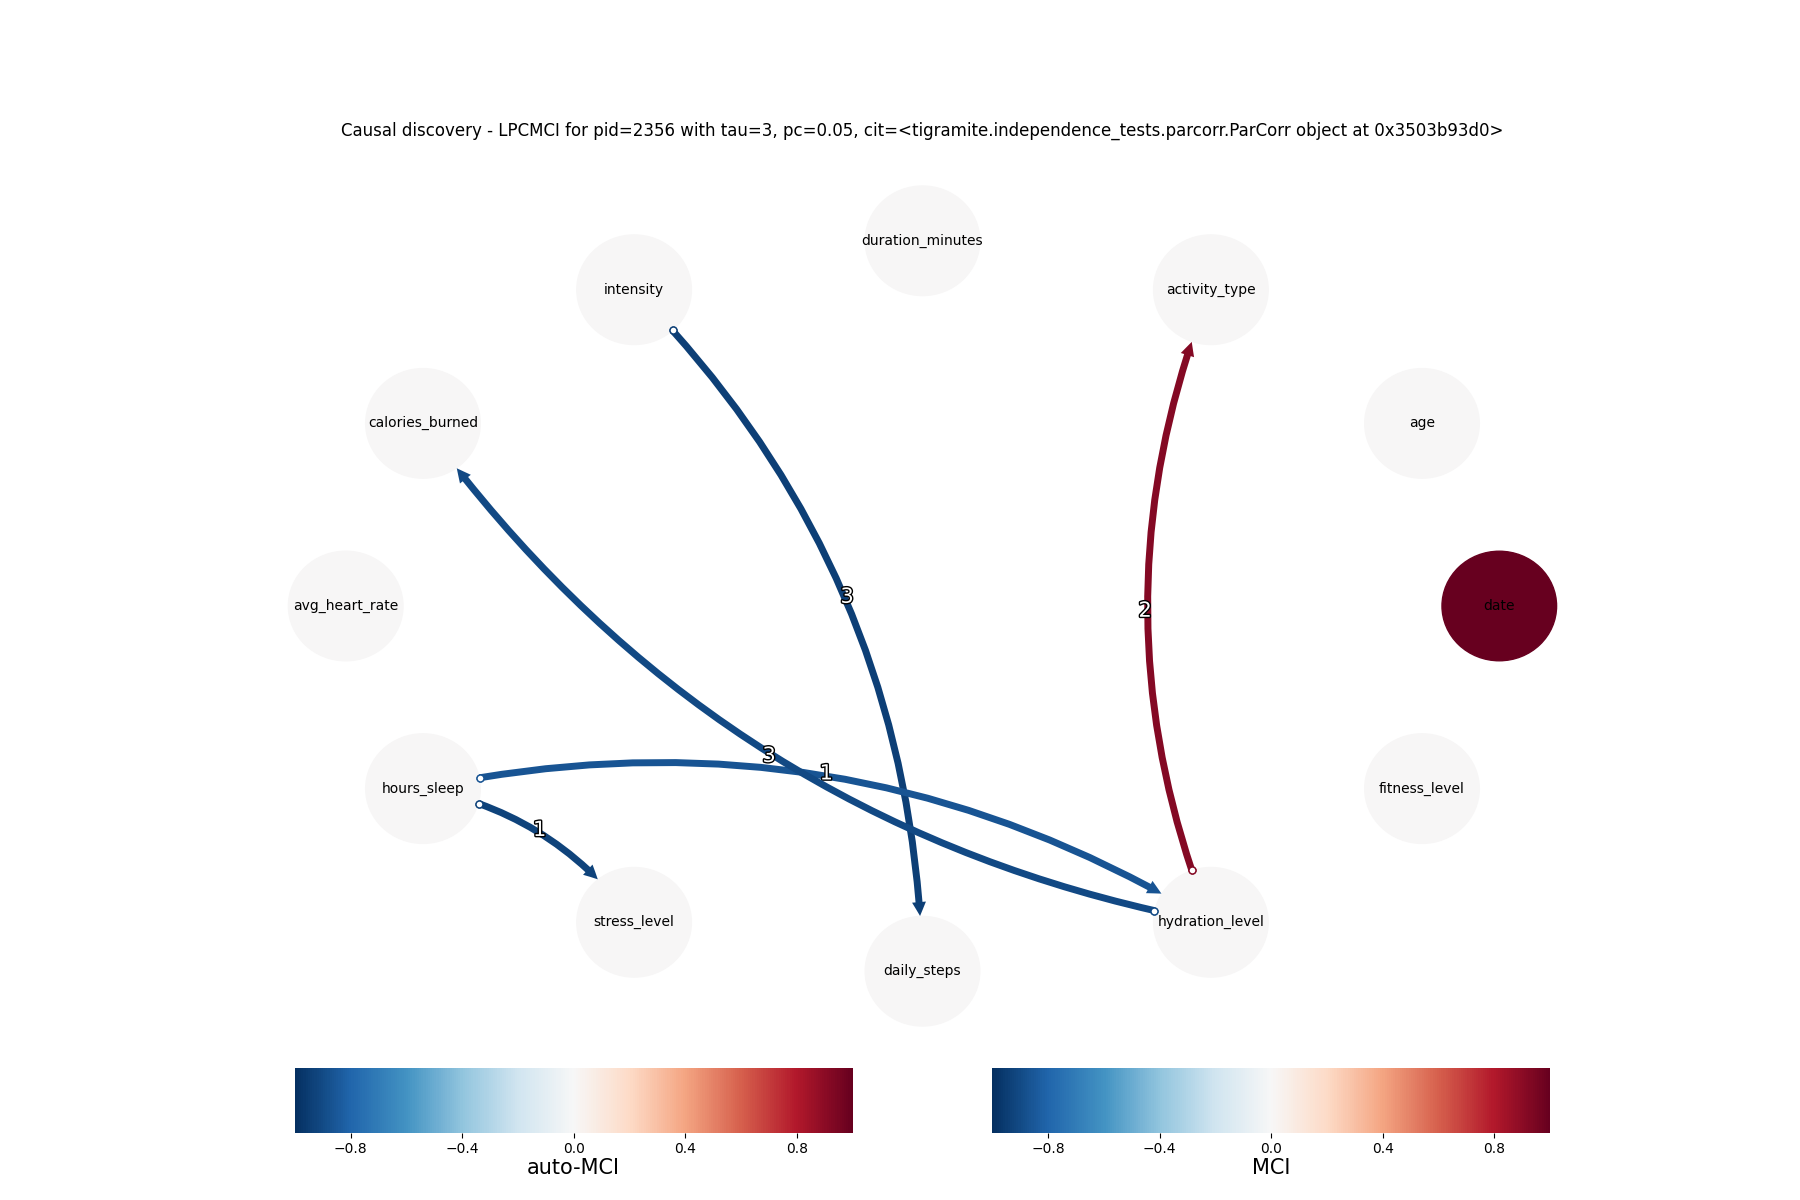 Causal discovery - LPCMCI for pid=2356 with tau=3, pc=0.05, cit=<tigramite.independence_tests.parcorr.ParCorr object at 0x3503b93d0>
duration_minutes
intensity
activity_type
calories_burned
age
3
avg_heart_rate
date
2
3
1
hours_sleep
fitness_level
1
stress_level
hydration_level
daily_steps
−0.8
−0.4
0.0
0.4
0.8
auto-MCI
−0.8
−0.4
0.0
0.4
0.8
MCI